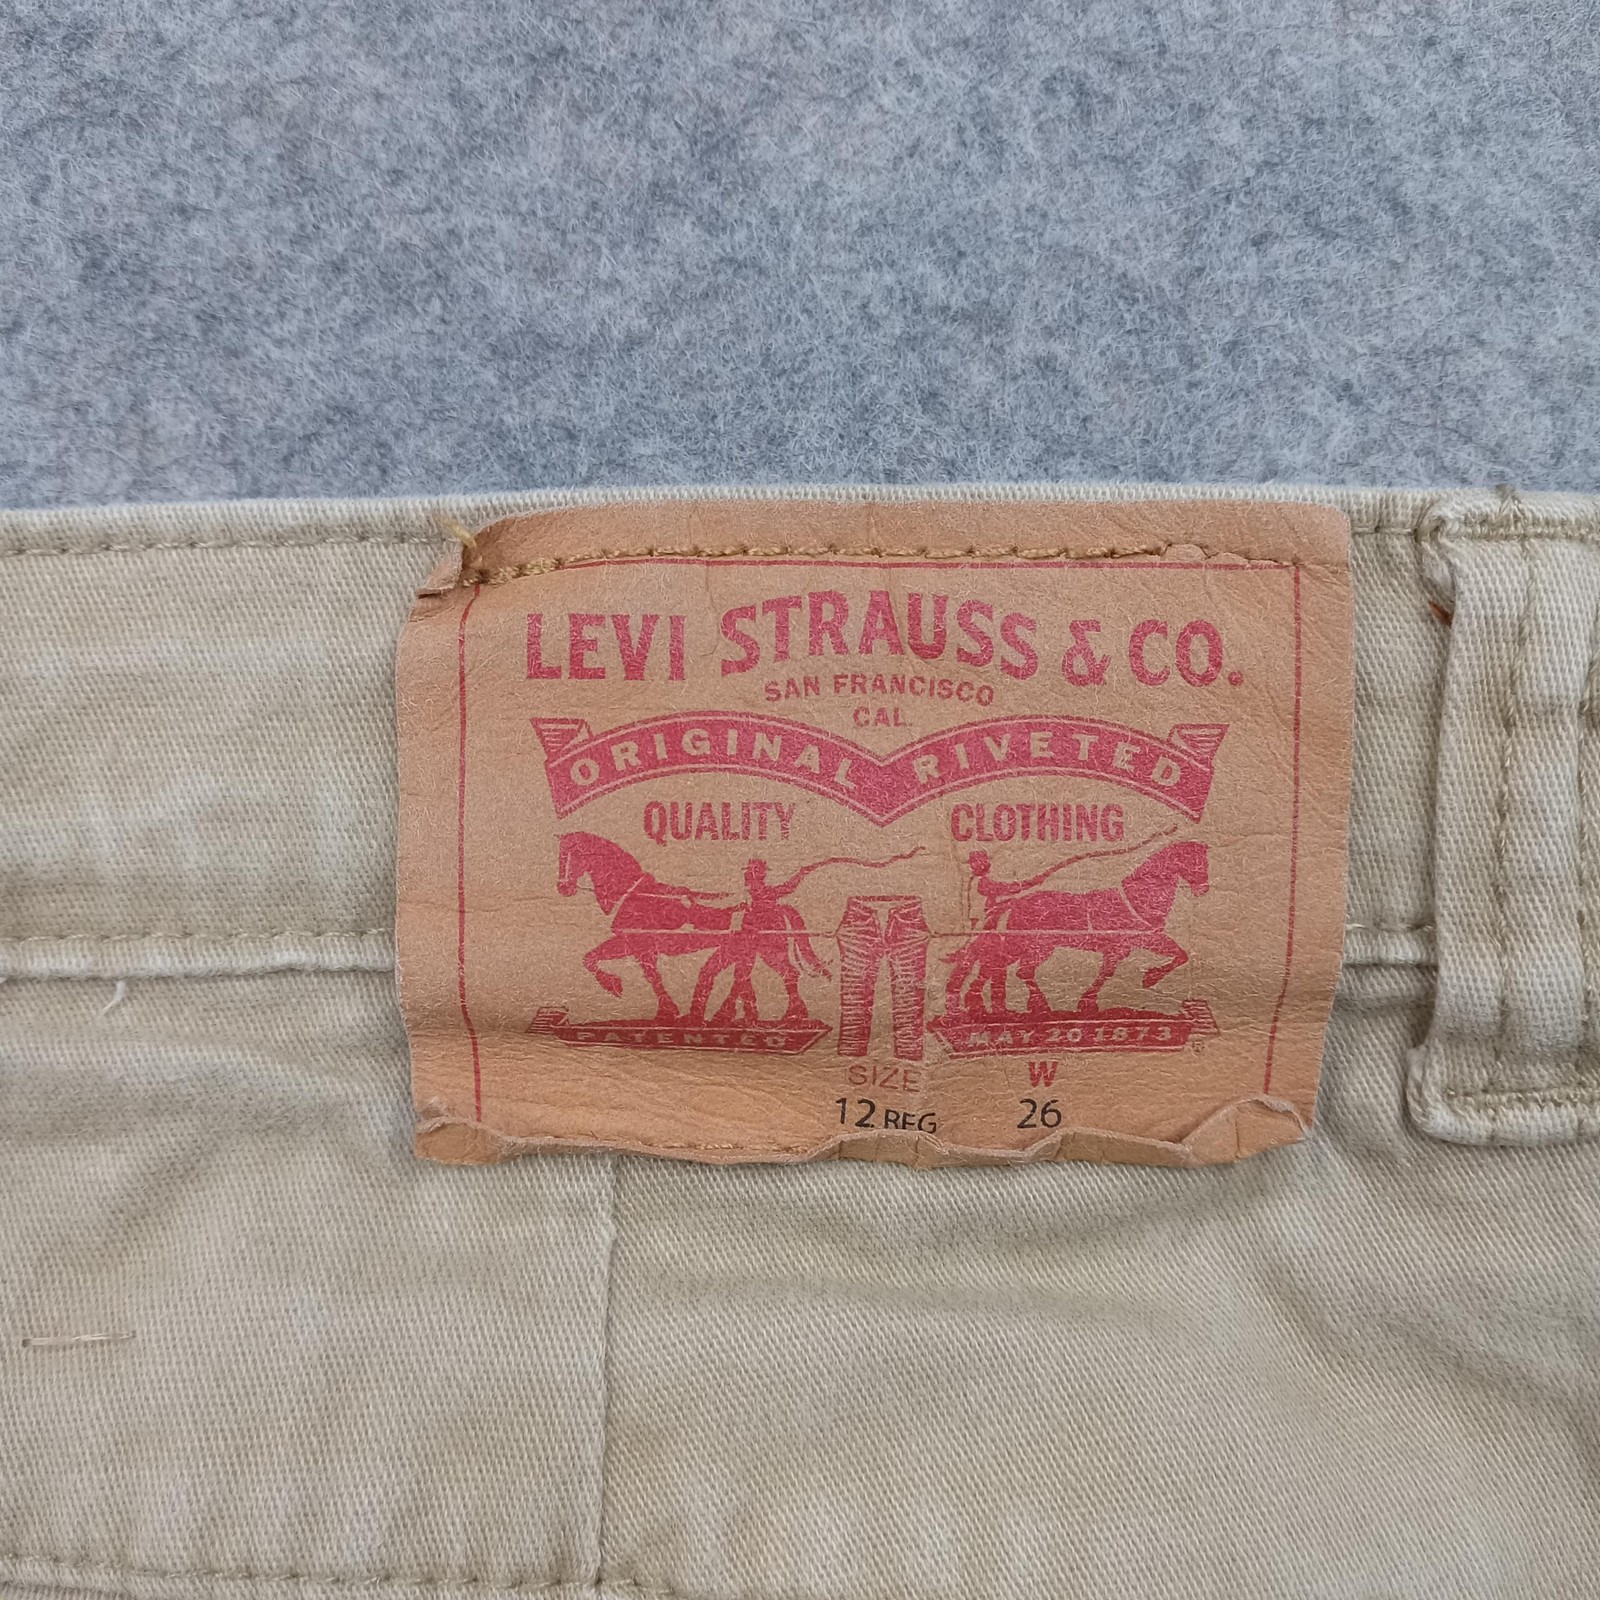 LEVI STRAUSS & CO.
SAN FRANCISCO
CAL.
ORIGINAL RIVETED
QUALITY CLOTHING
PATENTED MAY 20 1873 ®
SIZE W
12 REG 26